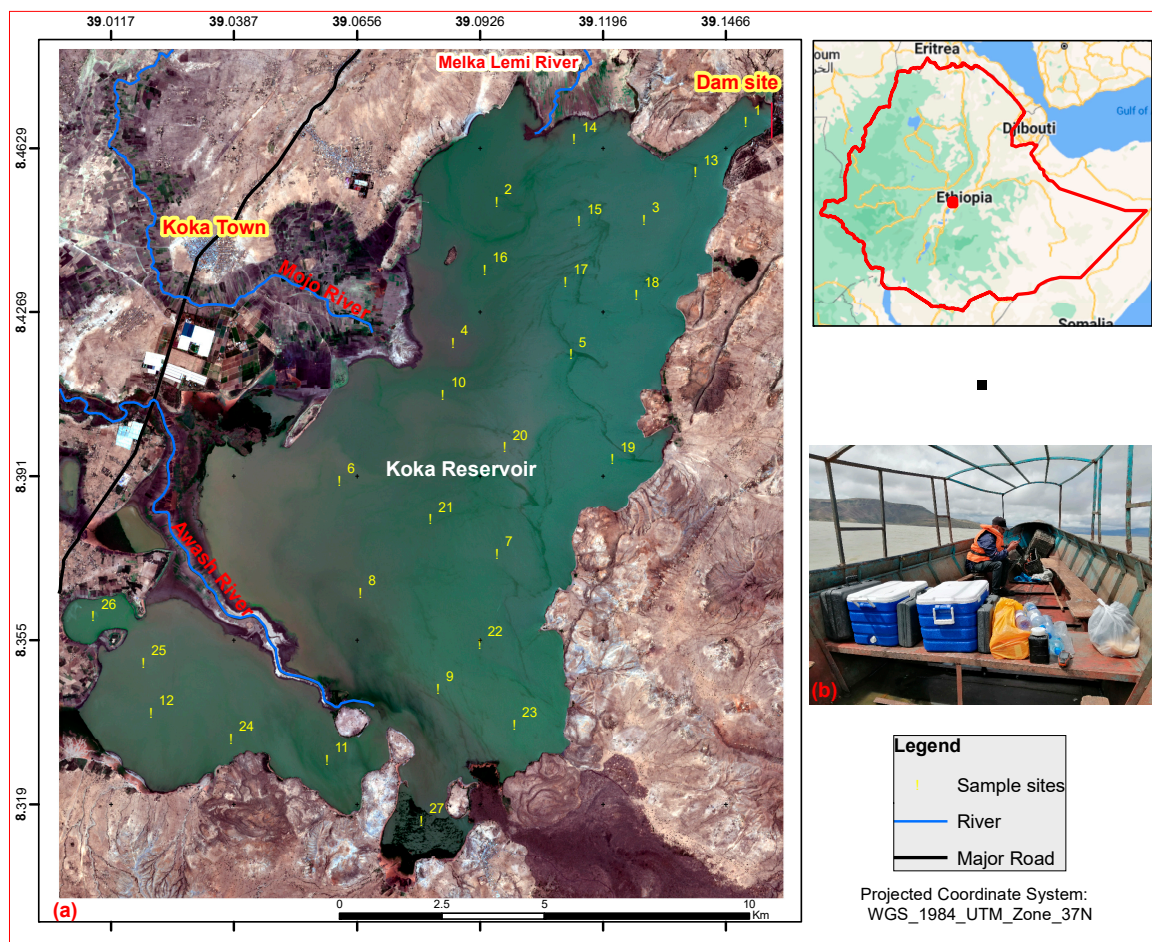 39.0117 39.0387 39.0656 39.0926 39.1196 39.1466
8.4629
8.4269
8.391
8.355
8.319
Melka Lemi River
Dam site
1
14
13
2
15
3
16
17
18
Koka Town
Mojo River
4
5
10
20
19
6
Koka Reservoir
21
7
Awash River
8
26
22
25
9
12
23
24
11
27
(a)
0 2.5 5 10
Km
Eritrea
oum
الخر
Djibouti
Gulf of
Ethiopia
Somalia
(b)
Legend
Sample sites
River
Major Road
Projected Coordinate System:
WGS_1984_UTM_Zone_37N